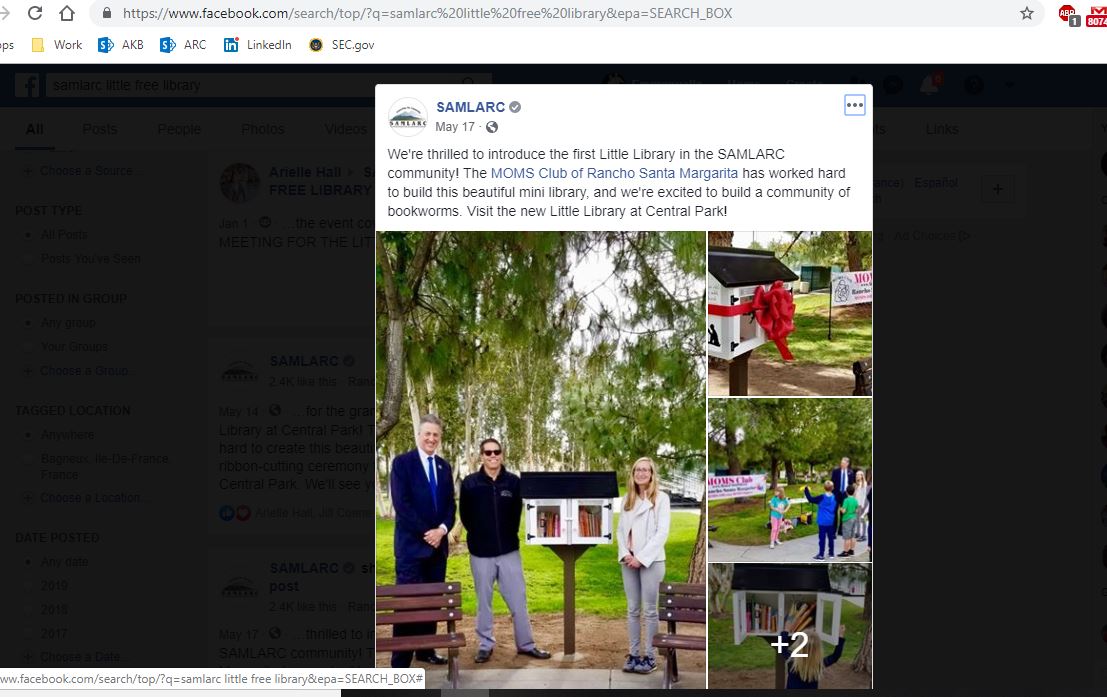 https://www.facebook.com/search/top/?q=samlarc%20little%20free%20library&epa=SEARCH_BOX
ABP
1
8074
ps Work AKB ARC LinkedIn SEC.gov
samlarc little free library
All Posts People Photos Videos
Links
SAMLARC
May 17 ·
We're thrilled to introduce the first Little Library in the SAMLARC
community! The MOMS Club of Rancho Santa Margarita has worked hard
to build this beautiful mini library, and we're excited to build a community of
bookworms. Visit the new Little Library at Central Park!
Choose a Source...
POST TYPE
All Posts
Posts You've Seen
POSTED IN GROUP
Any group
Your Groups
Choose a Group...
TAGGED LOCATION
Anywhere
Bagneux, Ile-De-France,
France
Choose a Location...
DATE POSTED
Any date
2019
2018
2017
Choose a Date...
Arielle Hall
FREE LIBRARY
Jan 1 · ...the event co
MEETING FOR THE LIT
SAMLARC
2.4K like this · Ran
May 14 · ...for the gra
Library at Central Park! T
hard to create this beauti
ribbon-cutting ceremony
Central Park. We'll see y
Arielle Hall, Jill
SAMLARC sh
post
2.4K like this · Ran
May 17 · ...thrilled to i
SAMLARC community! T
Español
Ad Choices
MOMS
MOMS Club
Rancho Santa Margarita
+2
ww.facebook.com/search/top/?q=samlarc little free library&epa=SEARCH_BOX#